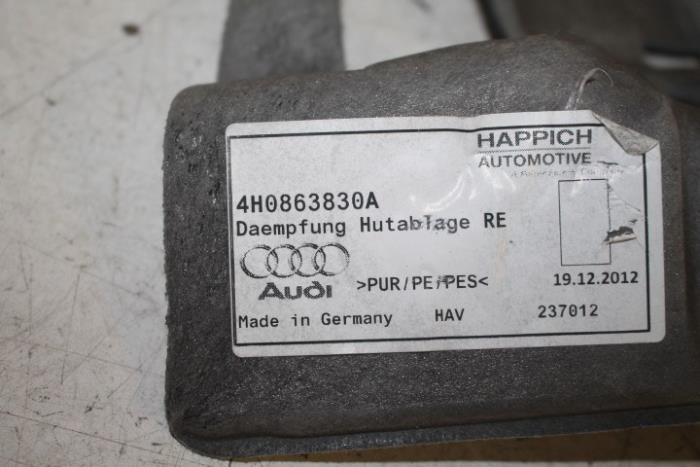 HAPPICH
AUTOMOTIVE
4H0863830A
Daempfung Hutablage RE
Audi
>PUR/PE/PES<
19.12.2012
Made in Germany
HAV
237012